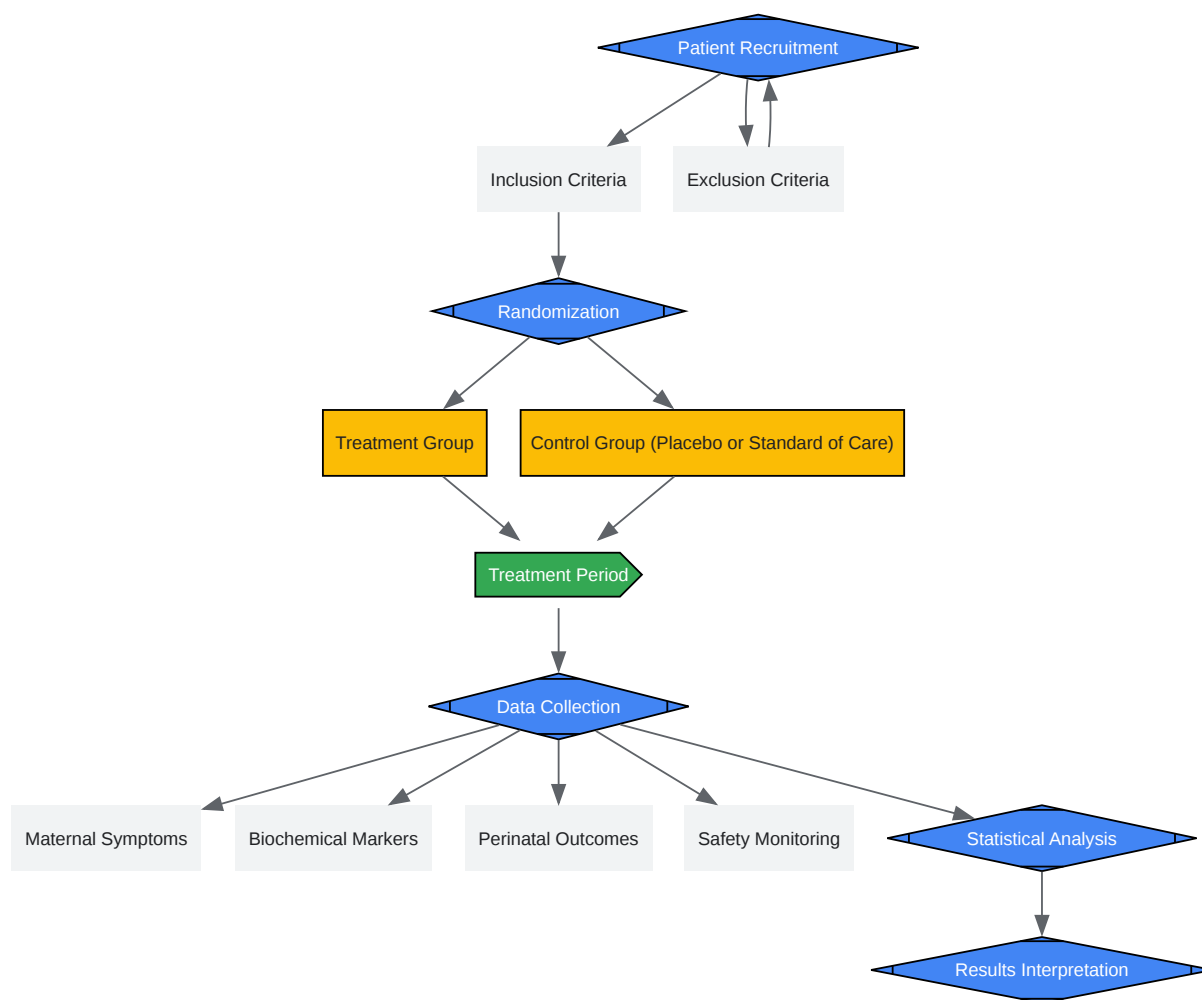 Patient Recruitment
Inclusion Criteria
Exclusion Criteria
Randomization
Treatment Group
Control Group (Placebo or Standard of Care)
Treatment Period
Data Collection
Maternal Symptoms
Biochemical Markers
Perinatal Outcomes
Safety Monitoring
Statistical Analysis
Results Interpretation